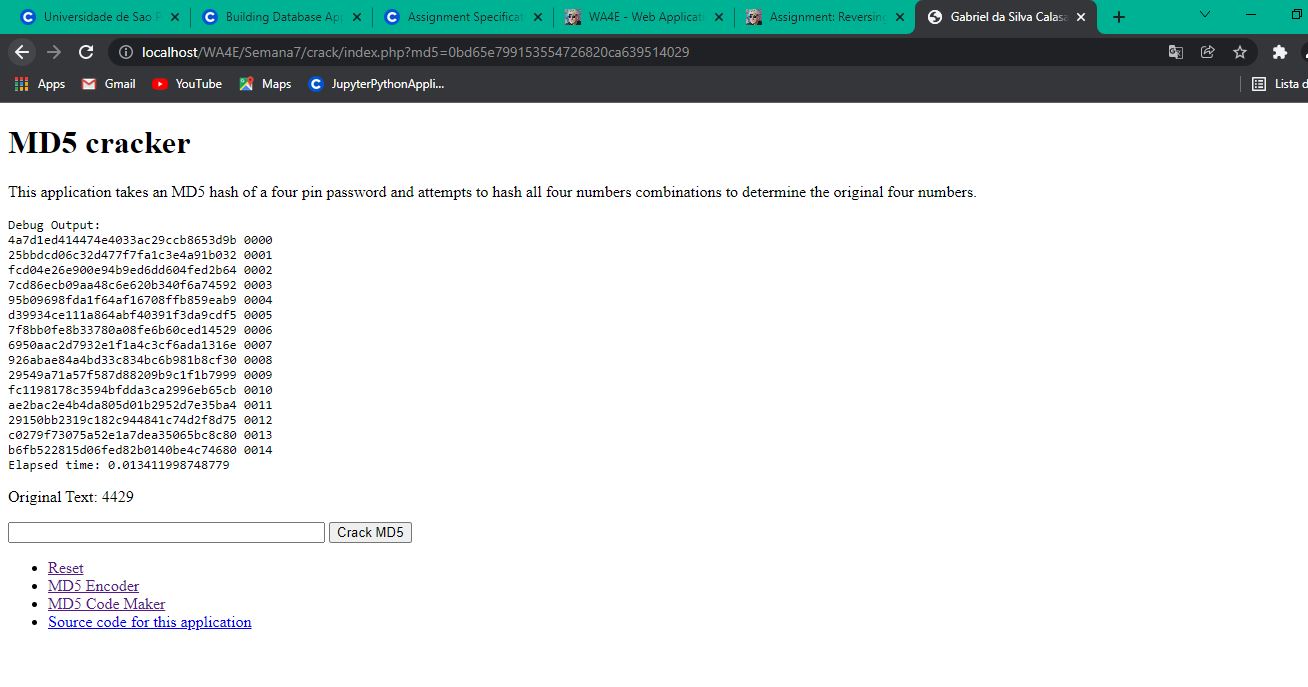 Universidade de Sao P
Building Database Ap
Assignment Specificat
WA4E - Web Applicat
Assignment: Reversing
Gabriel da Silva Calasa
localhost/WA4E/Semana7/crack/index.php?md5=0bd65e799153554726820ca639514029
Apps Gmail YouTube Maps JupyterPythonAppli... Lista d
MD5 cracker
This application takes an MD5 hash of a four pin password and attempts to hash all four numbers combinations to determine the original four numbers.
Debug Output:
4a7d1ed414474e4033ac29ccb8653d9b 0000
25bbdcd06c32d477f7fa1c3e4a91b032 0001
fcd04e26e900e94b9ed6dd604fed2b64 0002
7cd86ecb09aa48c6e620b340f6a74592 0003
95b09698fda1f64af16708ffb859eab9 0004
d39934ce111a864abf40391f3da9cdf5 0005
7f8bb0fe8b33780a08fe6b60ced14529 0006
6950aac2d7932e1f1a4c3cf6ada1316e 0007
926abae84a4bd33c834bc6b981b8cf30 0008
29549a71a57f587d88209b9c1f1b7999 0009
fc1198178c3594bfdda3ca2996eb65cb 0010
ae2bac2e4b4da805d01b2952d7e35ba4 0011
29150bb2319c182c944841c74d2f8d75 0012
c0279f73075a52e1a7dea35065bc8c80 0013
b6fb522815d06fed82b0140be4c74680 0014
Elapsed time: 0.013411998748779
Original Text: 4429
Crack MD5
Reset
MD5 Encoder
MD5 Code Maker
Source code for this application